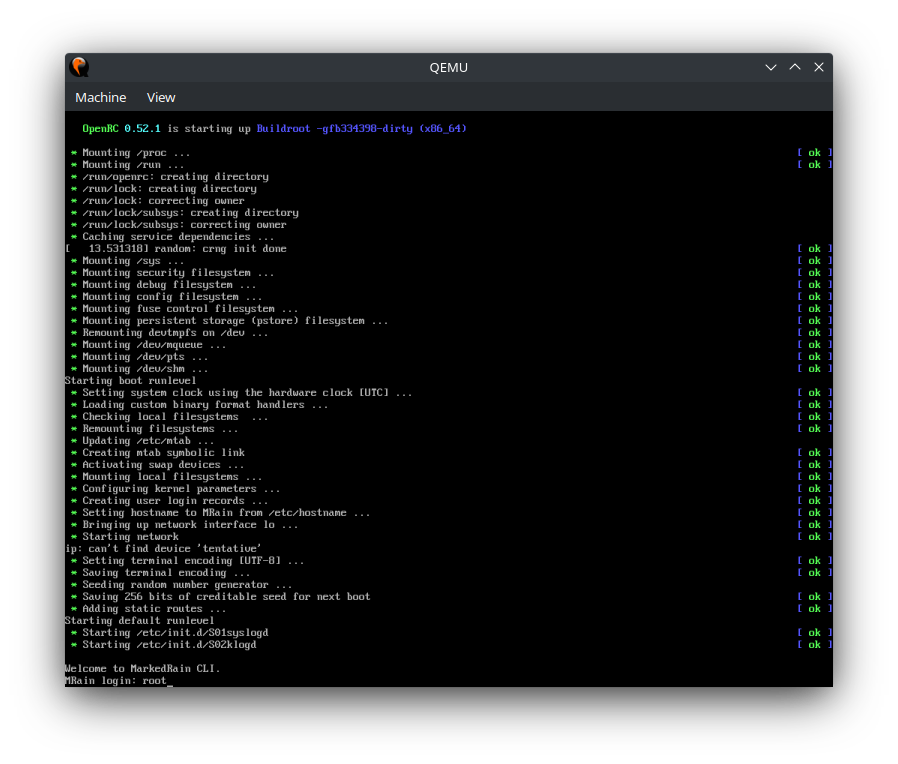 QEMU
Machine View
OpenRC 0.52.1 is starting up Buildroot -gfb334398-dirty (x86_64)
* Mounting /proc ... [ ok ]
* Mounting /run ... [ ok ]
* /run/openrc: creating directory
* /run/lock: creating directory
* /run/lock: correcting owner
* /run/lock/subsys: creating directory
* /run/lock/subsys: correcting owner
* Caching service dependencies ...
[   13.531318] random: crng init done [ ok ]
* Mounting /sys ... [ ok ]
* Mounting security filesystem ... [ ok ]
* Mounting debug filesystem ... [ ok ]
* Mounting config filesystem ... [ ok ]
* Mounting fuse control filesystem ... [ ok ]
* Mounting persistent storage (pstore) filesystem ... [ ok ]
* Remounting devtmpfs on /dev ... [ ok ]
* Mounting /dev/mqueue ... [ ok ]
* Mounting /dev/pts ... [ ok ]
* Mounting /dev/shm ... [ ok ]
Starting boot runlevel
* Setting system clock using the hardware clock [UTC] ... [ ok ]
* Loading custom binary format handlers ... [ ok ]
* Checking local filesystems  ... [ ok ]
* Remounting filesystems ... [ ok ]
* Updating /etc/mtab ...
* Creating mtab symbolic link [ ok ]
* Activating swap devices ... [ ok ]
* Mounting local filesystems ... [ ok ]
* Configuring kernel parameters ... [ ok ]
* Creating user login records ... [ ok ]
* Setting hostname to MRain from /etc/hostname ... [ ok ]
* Bringing up network interface lo ... [ ok ]
* Starting network [ ok ]
ip: can't find device 'tentative'
* Setting terminal encoding [UTF-8] ... [ ok ]
* Saving terminal encoding ... [ ok ]
* Seeding random number generator ...
* Saving 256 bits of creditable seed for next boot [ ok ]
* Adding static routes ... [ ok ]
Starting default runlevel
* Starting /etc/init.d/S01syslogd [ ok ]
* Starting /etc/init.d/S02klogd [ ok ]
Welcome to MarkedRain CLI.
MRain login: root_